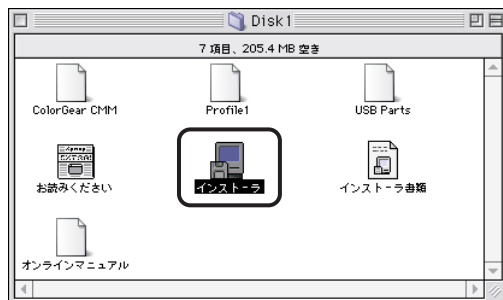 Disk1
7 項目、205.4 MB 空き
ColorGear CMM
Profile1
USB Parts
お読みください
インストーラ
インストーラ書類
オンラインマニュアル